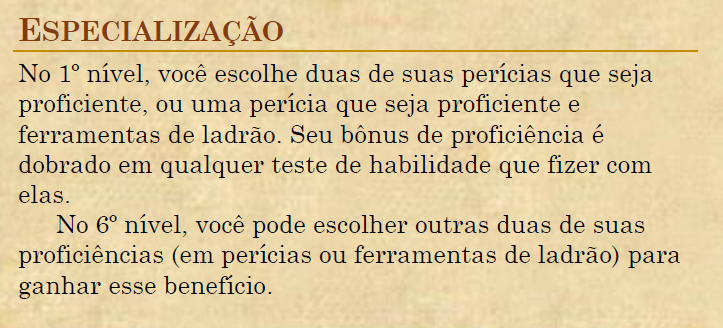 ESPECIALIZAÇÃO
No 1º nível, você escolhe duas de suas perícias que seja
proficiente, ou uma perícia que seja proficiente e
ferramentas de ladrão. Seu bônus de proficiência é
dobrado em qualquer teste de habilidade que fizer com
elas.
No 6º nível, você pode escolher outras duas de suas
proficiências (em perícias ou ferramentas de ladrão) para
ganhar esse benefício.